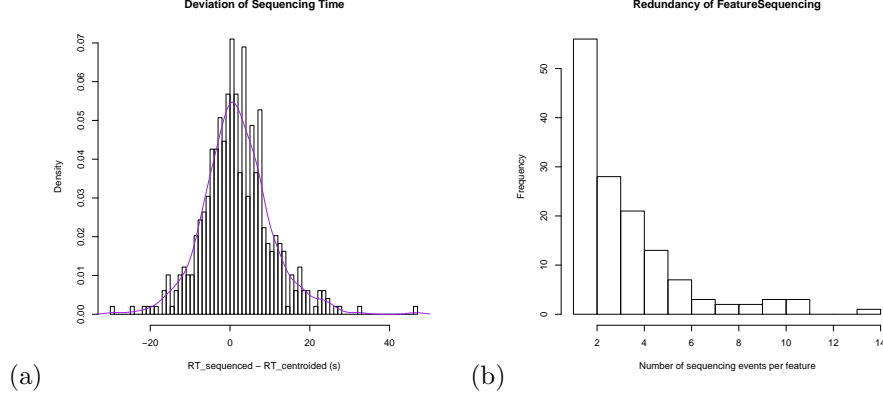 Deviation of Sequencing Time
Density
0.00 0.01 0.02 0.03 0.04 0.05 0.06 0.07
−20 0 20 40
RT_sequenced − RT_centroided (s)
(a)
Redundancy of FeatureSequencing
Frequency
0 10 20 30 40 50
2 4 6 8 10 12 14
Number of sequencing events per feature
(b)